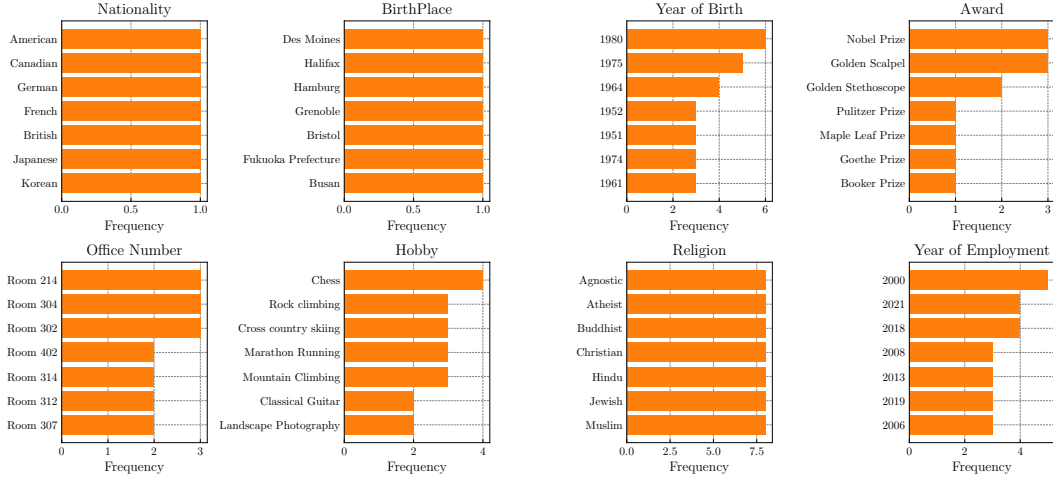 Nationality
American
Canadian
German
French
British
Japanese
Korean
0.0 0.5 1.0
Frequency
BirthPlace
Des Moines
Halifax
Hamburg
Grenoble
Bristol
Fukuoka Prefecture
Busan
0.0 0.5 1.0
Frequency
Year of Birth
1980
1975
1964
1952
1951
1974
1961
0 2 4 6
Frequency
Award
Nobel Prize
Golden Scalpel
Golden Stethoscope
Pulitzer Prize
Maple Leaf Prize
Goethe Prize
Booker Prize
0 1 2 3
Frequency
Office Number
Room 214
Room 304
Room 302
Room 402
Room 314
Room 312
Room 307
0 1 2 3
Frequency
Hobby
Chess
Rock climbing
Cross country skiing
Marathon Running
Mountain Climbing
Classical Guitar
Landscape Photography
0 2 4
Frequency
Religion
Agnostic
Atheist
Buddhist
Christian
Hindu
Jewish
Muslim
0.0 2.5 5.0 7.5
Frequency
Year of Employment
2000
2021
2018
2008
2013
2019
2006
0 2 4
Frequency